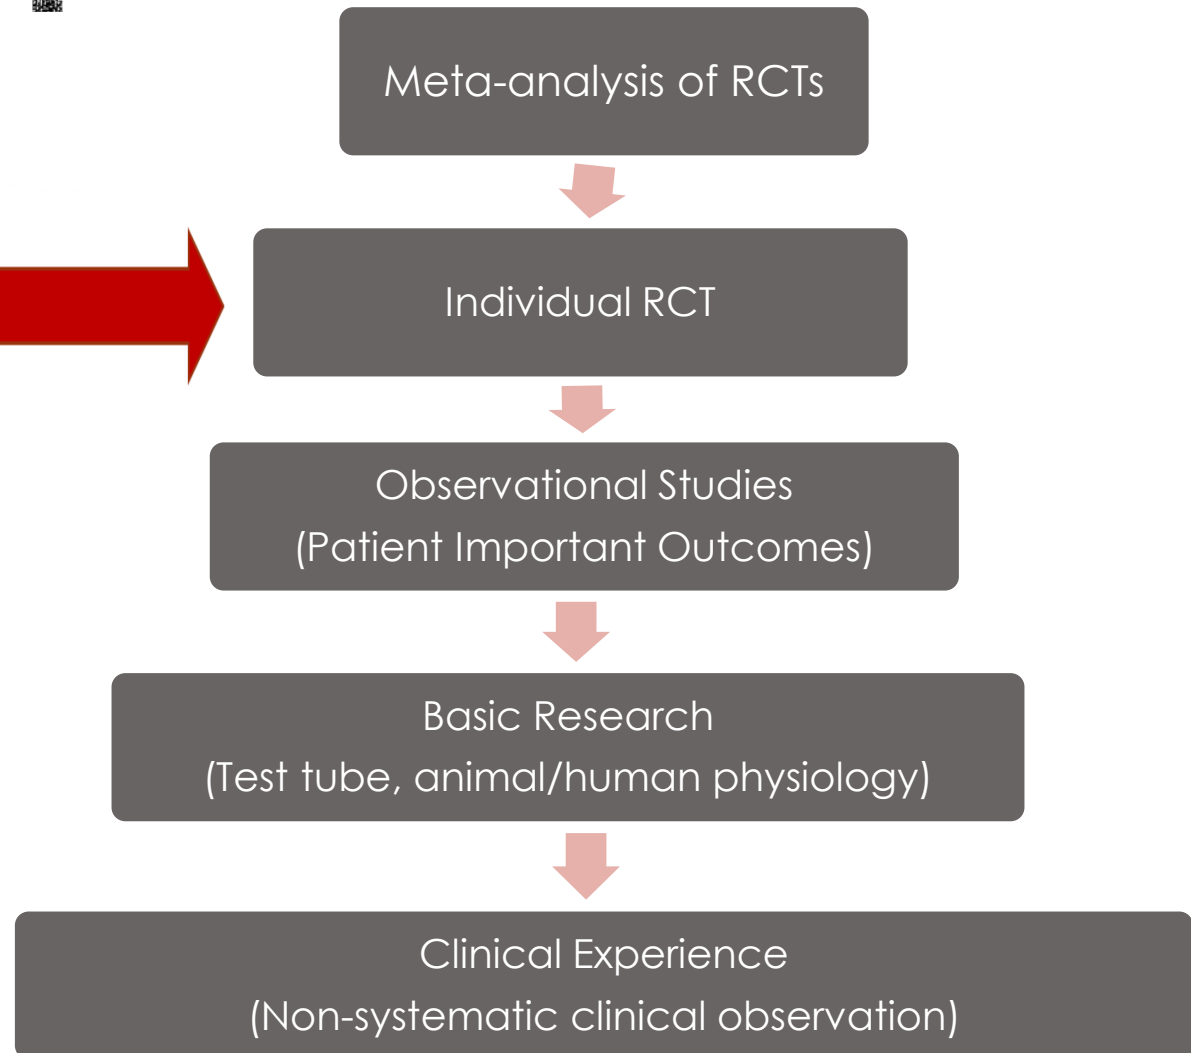 Meta-analysis of RCTs
Individual RCT
Observational Studies
(Patient Important Outcomes)
Basic Research
(Test tube, animal/human physiology)
Clinical Experience
(Non-systematic clinical observation)